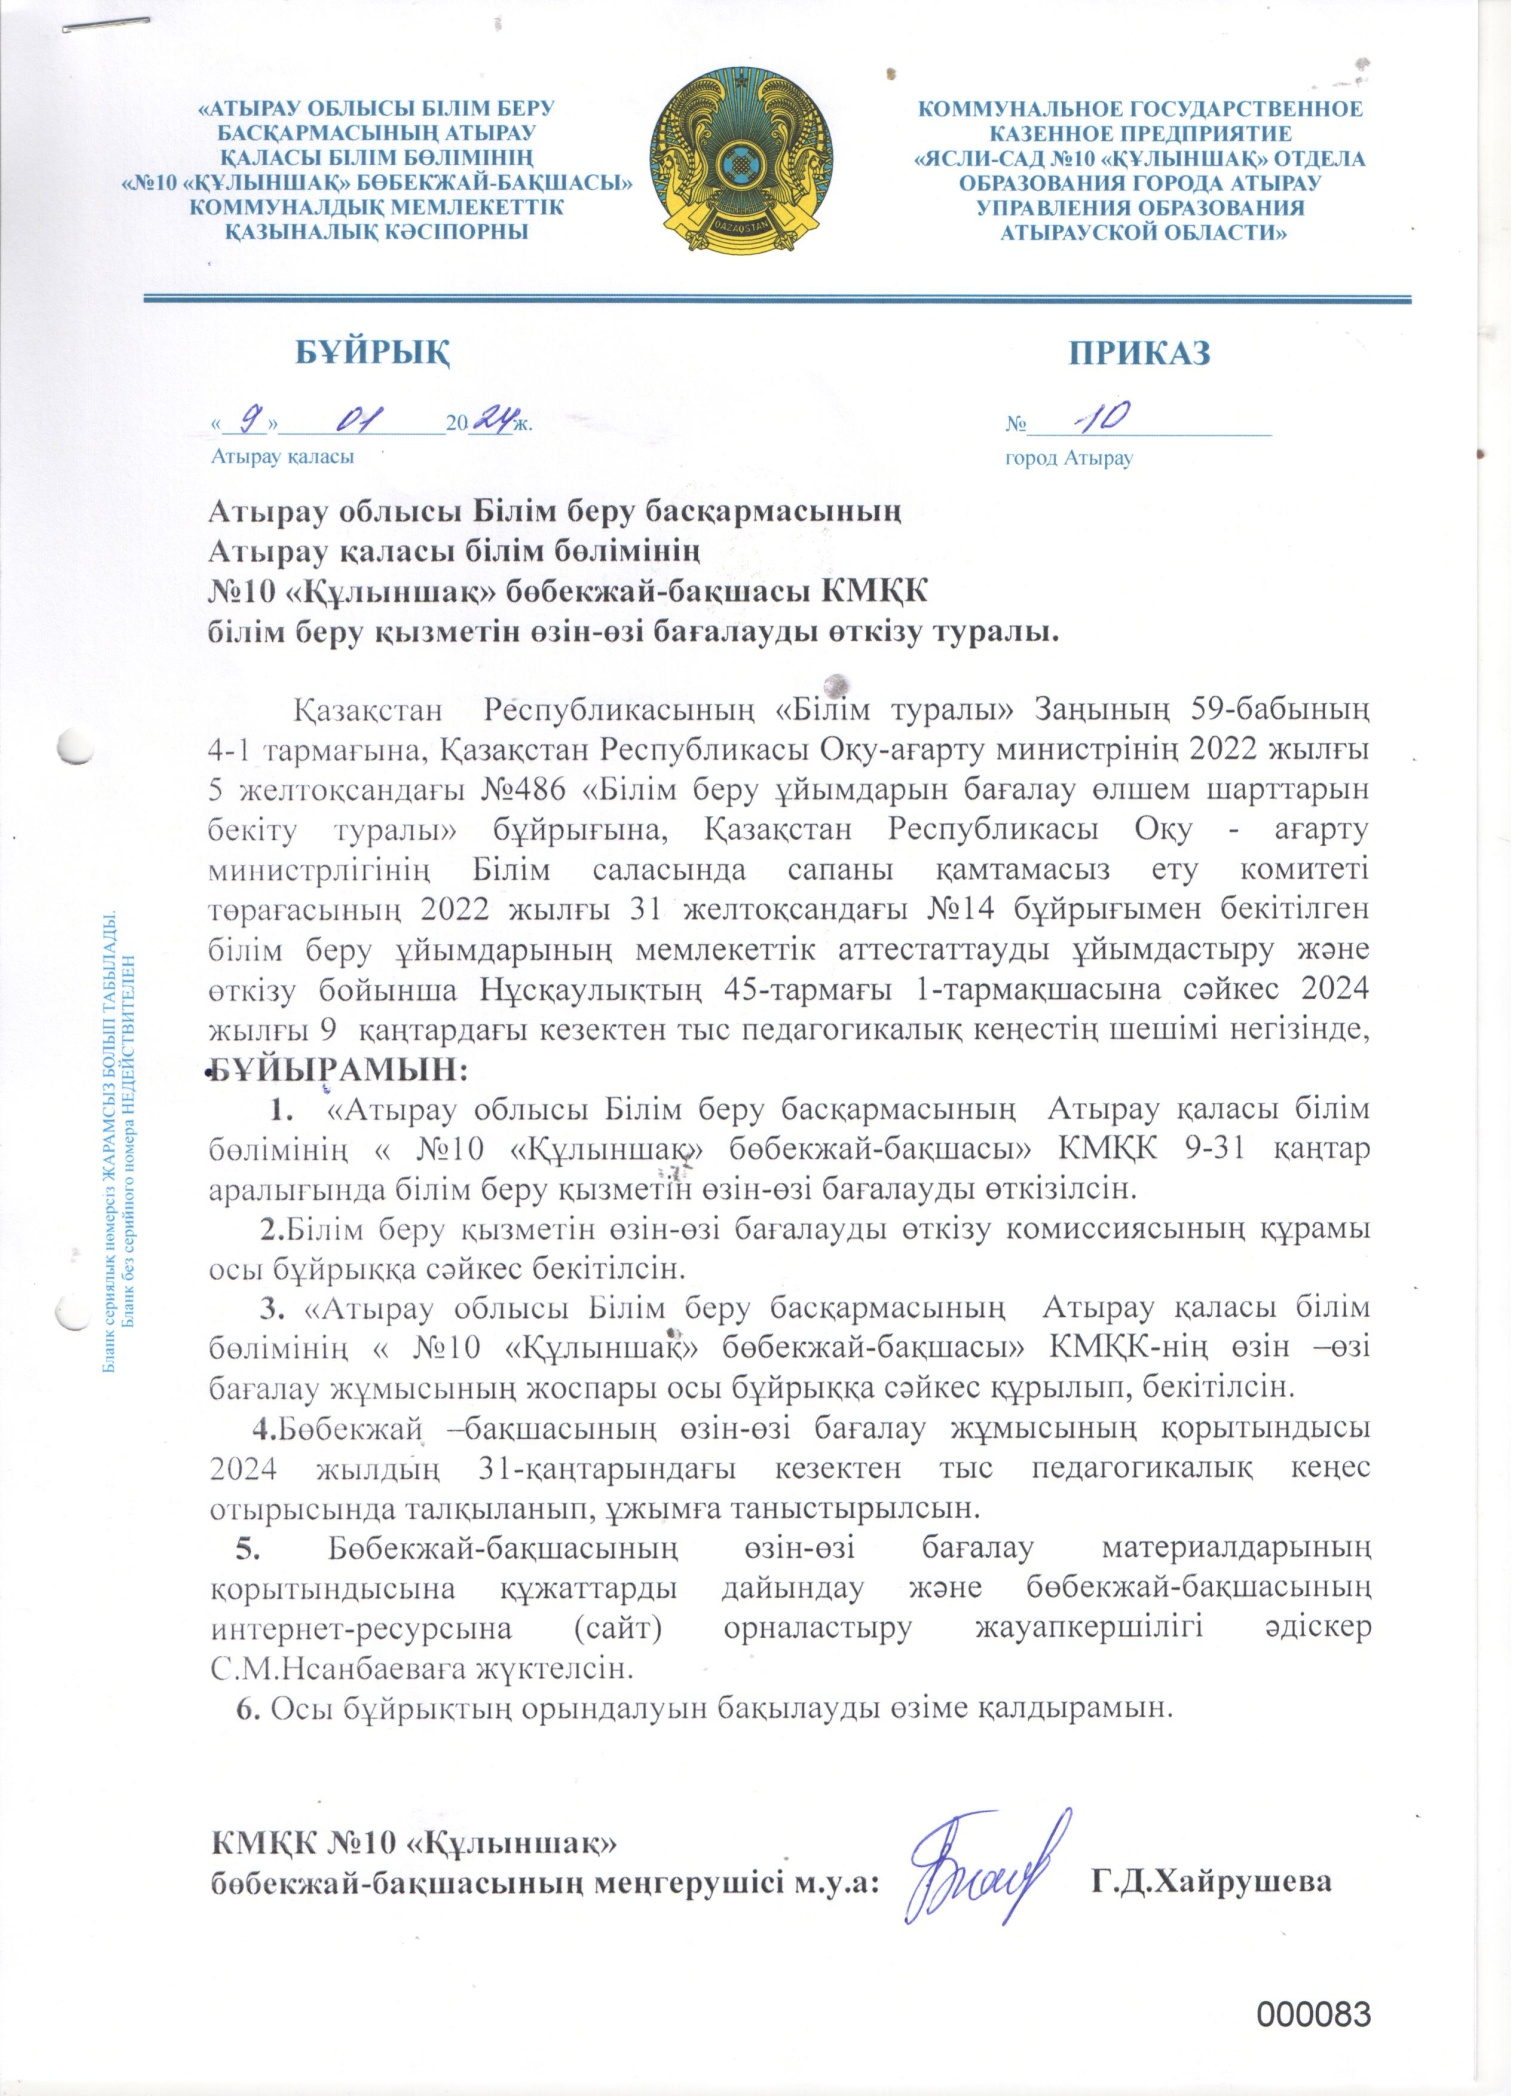 «АТЫРАУ ОБЛЫСЫ БІЛІМ БЕРУ
БАСҚАРМАСЫНЫҢ АТЫРАУ
ҚАЛАСЫ БІЛІМ БӨЛІМІНІҢ
«№10 «ҚҰЛЫНШАҚ» БӨБЕКЖАЙ-БАҚШАСЫ»
КОММУНАЛДЫҚ МЕМЛЕКЕТТІК
ҚАЗЫНАЛЫҚ КӘСІПОРНЫ
QAZAQSTAN
КОММУНАЛЬНОЕ ГОСУДАРСТВЕННОЕ
КАЗЕННОЕ ПРЕДПРИЯТИЕ
«ЯСЛИ-САД №10 «ҚҰЛЫНШАҚ» ОТДЕЛА
ОБРАЗОВАНИЯ ГОРОДА АТЫРАУ
УПРАВЛЕНИЯ ОБРАЗОВАНИЯ
АТЫРАУСКОЙ ОБЛАСТИ»
БҰЙРЫҚ
ПРИКАЗ
«9» 01 2024ж.
№ 10
Атырау қаласы
город Атырау
Атырау облысы Білім беру басқармасының
Атырау қаласы білім бөлімінің
№10 «Құлыншақ» бөбекжай-бақшасы КМҚК
білім беру қызметін өзін-өзі бағалауды өткізу туралы.
Қазақстан Республикасының «Білім туралы» Заңының 59-бабының
4-1 тармағына, Қазақстан Республикасы Оқу-ағарту министрінің 2022 жылғы
5 желтоқсандағы №486 «Білім беру ұйымдарын бағалау өлшем шарттарын
бекіту туралы» бұйрығына, Қазақстан Республикасы Оқу - ағарту
министрлігінің Білім саласында сапаны қамтамасыз ету комитеті
төрағасының 2022 жылғы 31 желтоқсандағы №14 бұйрығымен бекітілген
білім беру ұйымдарының мемлекеттік аттестаттауды ұйымдастыру және
өткізу бойынша Нұсқаулықтың 45-тармағы 1-тармақшасына сәйкес 2024
жылғы 9 қаңтардағы кезектен тыс педагогикалық кеңестің шешімі негізінде,
БҰЙЫРАМЫН:
1. «Атырау облысы Білім беру басқармасының Атырау қаласы білім
бөлімінің « №10 «Құлыншақ» бөбекжай-бақшасы» КМҚК 9-31 қаңтар
аралығында білім беру қызметін өзін-өзі бағалауды өткізілсін.
2.Білім беру қызметін өзін-өзі бағалауды өткізу комиссиясының құрамы
осы бұйрыққа сәйкес бекітілсін.
3. «Атырау облысы Білім беру басқармасының Атырау қаласы білім
бөлімінің « №10 «Құлыншақ» бөбекжай-бақшасы» КМҚК-нің өзін –өзі
бағалау жұмысының жоспары осы бұйрыққа сәйкес құрылып, бекітілсін.
4.Бөбекжай –бақшасының өзін-өзі бағалау жұмысының қорытындысы
2024 жылдың 31-қаңтарындағы кезектен тыс педагогикалық кеңес
отырысында талқыланып, ұжымға таныстырылсын.
5. Бөбекжай-бақшасының өзін-өзі бағалау материалдарының
қорытындысына құжаттарды дайындау және бөбекжай-бақшасының
интернет-ресурсына (сайт) орналастыру жауапкершілігі әдіскер
С.М.Нсанбаеваға жүктелсін.
6. Осы бұйрықтың орындалуын бақылауды өзіме қалдырамын.
Бланк сериялық нөмерсіз ЖАРАМСЫЗ БОЛЫП ТАБЫЛАДЫ.
Бланк без серийного номера НЕДЕЙСТВИТЕЛЕН
КМҚК №10 «Құлыншақ»
бөбекжай-бақшасының меңгерушісі м.у.а: Г.Д.Хайрушева
000083